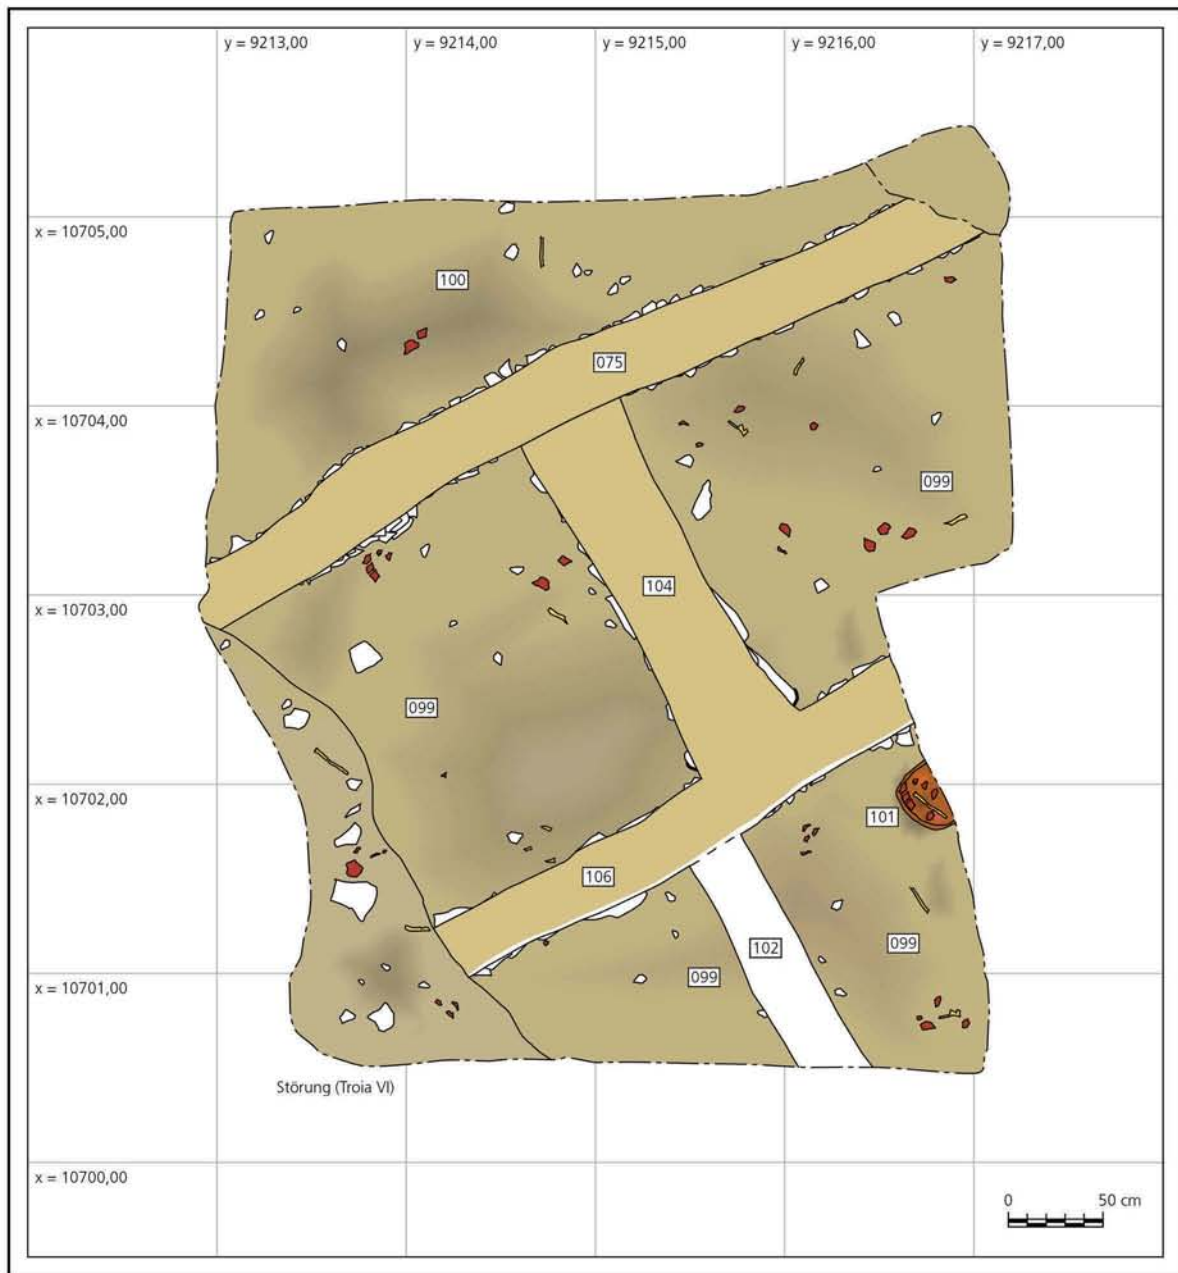 y = 9213,00
y = 9214,00
y = 9215,00
y = 9216,00
y = 9217,00
x = 10705,00
100
075
x = 10704,00
099
104
x = 10703,00
099
x = 10702,00
101
106
x = 10701,00
102
099
099
Störung (Troia VI)
x = 10700,00
0 50 cm